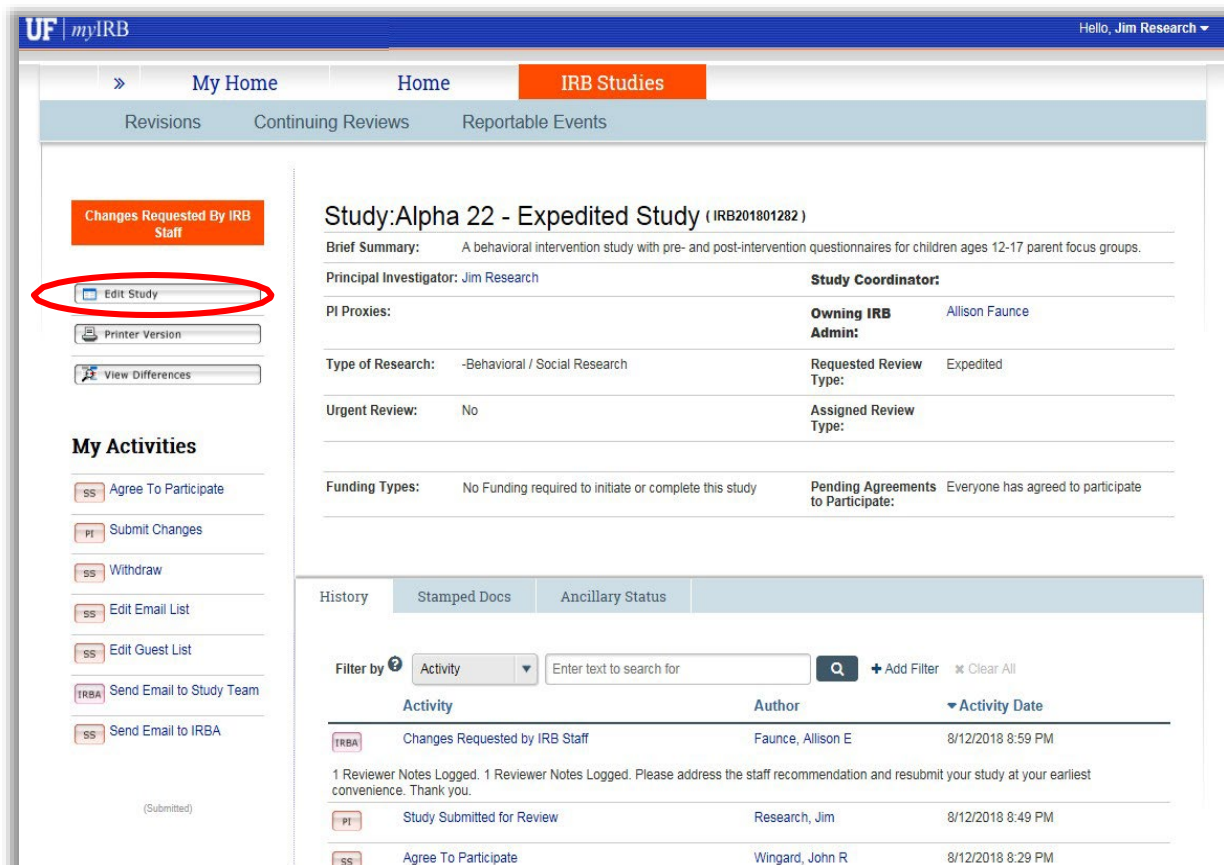 UF | myIRB
Hello, Jim Research
» My Home Home IRB Studies
Revisions Continuing Reviews Reportable Events
Changes Requested By IRB
Staff
Edit Study
Printer Version
View Differences
My Activities
SS Agree To Participate
PI Submit Changes
SS Withdraw
SS Edit Email List
SS Edit Guest List
IRBA Send Email to Study Team
SS Send Email to IRBA
(Submitted)
Study:Alpha 22 - Expedited Study ( IRB201801282 )
Brief Summary: A behavioral intervention study with pre- and post-intervention questionnaires for children ages 12-17 parent focus groups.
Principal Investigator: Jim Research Study Coordinator:
PI Proxies: Owning IRB Allison Faunce
Admin:
Type of Research: -Behavioral / Social Research Requested Review Expedited
Type:
Urgent Review: No Assigned Review
Type:
Funding Types: No Funding required to initiate or complete this study Pending Agreements Everyone has agreed to participate
to Participate:
History Stamped Docs Ancillary Status
Filter by ? Activity Enter text to search for + Add Filter × Clear All
Activity Author Activity Date
IRBA Changes Requested by IRB Staff Faunce, Allison E 8/12/2018 8:59 PM
1 Reviewer Notes Logged. 1 Reviewer Notes Logged. Please address the staff recommendation and resubmit your study at your earliest
convenience. Thank you.
PI Study Submitted for Review Research, Jim 8/12/2018 8:49 PM
SS Agree To Participate Wingard, John R 8/12/2018 8:29 PM